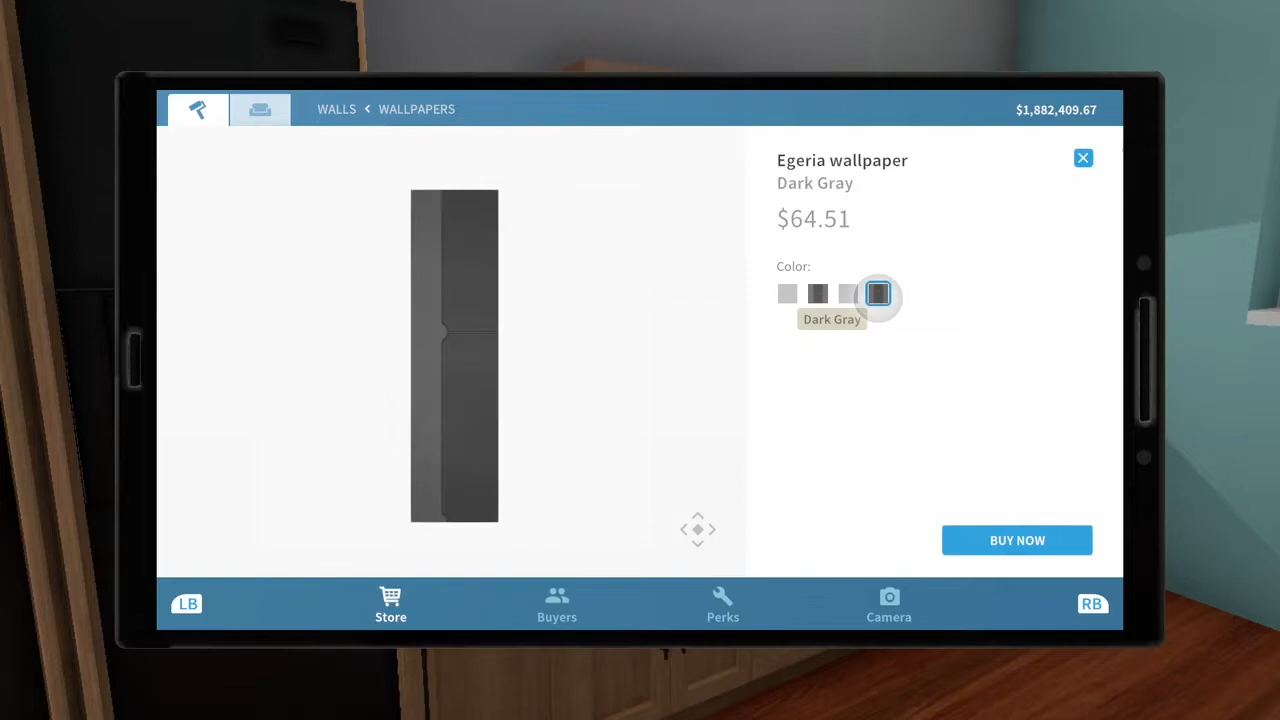 WALLS < WALLPAPERS
$1,882,409.67
Egeria wallpaper
Dark Gray
$64.51
Color:
Dark Gray
BUY NOW
LB
Store
Buyers
Perks
Camera
RB